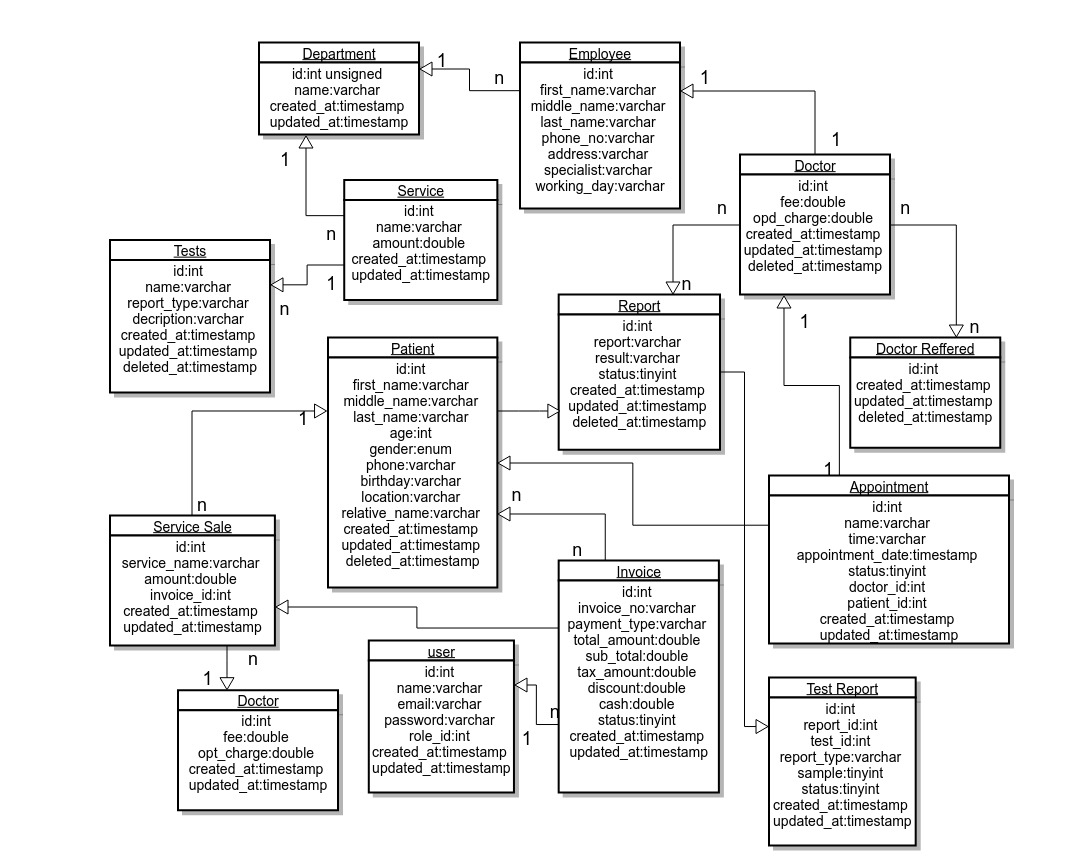 Department
id:int unsigned
name:varchar
created_at:timestamp
updated_at:timestamp
1
n
Employee
id:int
first_name:varchar
middle_name:varchar
last_name:varchar
phone_no:varchar
address:varchar
specialist:varchar
working_day:varchar
1
1
Doctor
id:int
fee:double
opd_charge:double
created_at:timestamp
updated_at:timestamp
deleted_at:timestamp
n
n
1
n
Service
id:int
name:varchar
amount:double
created_at:timestamp
updated_at:timestamp
1
n
Tests
id:int
name:varchar
report_type:varchar
decription:varchar
created_at:timestamp
updated_at:timestamp
deleted_at:timestamp
n
Report
id:int
report:varchar
result:varchar
status:tinyint
created_at:timestamp
updated_at:timestamp
deleted_at:timestamp
1
n
Doctor Reffered
id:int
created_at:timestamp
updated_at:timestamp
deleted_at:timestamp
Patient
id:int
first_name:varchar
middle_name:varchar
last_name:varchar
age:int
gender:enum
phone:varchar
birthday:varchar
location:varchar
relative_name:varchar
created_at:timestamp
updated_at:timestamp
deleted_at:timestamp
1
n
n
n
1
Appointment
id:int
name:varchar
time:varchar
appointment_date:timestamp
status:tinyint
doctor_id:int
patient_id:int
created_at:timestamp
updated_at:timestamp
Service Sale
id:int
service_name:varchar
amount:double
invoice_id:int
created_at:timestamp
updated_at:timestamp
n
1
Invoice
id:int
invoice_no:varchar
payment_type:varchar
total_amount:double
sub_total:double
tax_amount:double
discount:double
cash:double
status:tinyint
created_at:timestamp
updated_at:timestamp
user
id:int
name:varchar
email:varchar
password:varchar
role_id:int
created_at:timestamp
updated_at:timestamp
n
1
Doctor
id:int
fee:double
opt_charge:double
created_at:timestamp
updated_at:timestamp
Test Report
id:int
report_id:int
test_id:int
report_type:varchar
sample:tinyint
status:tinyint
created_at:timestamp
updated_at:timestamp